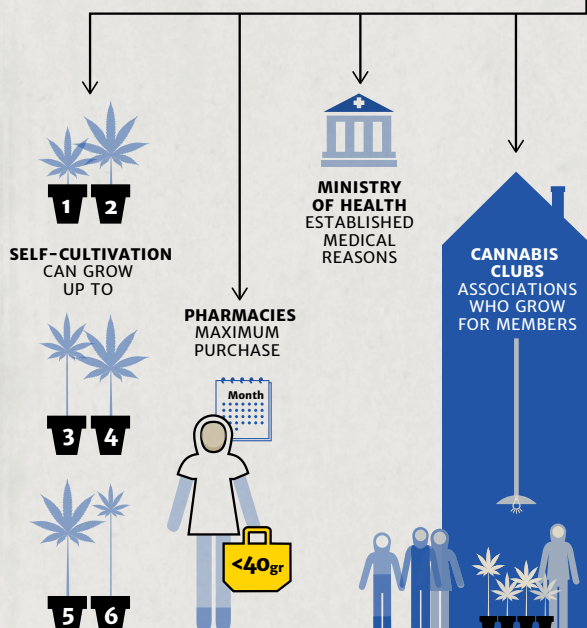 1 2
SELF-CULTIVATION
CAN GROW
UP TO
3 4
5 6
PHARMACIES
MAXIMUM
PURCHASE
Month
<40gr
MINISTRY
OF HEALTH
ESTABLISHED
MEDICAL
REASONS
CANNABIS
CLUBS
ASSOCIATIONS
WHO GROW
FOR MEMBERS